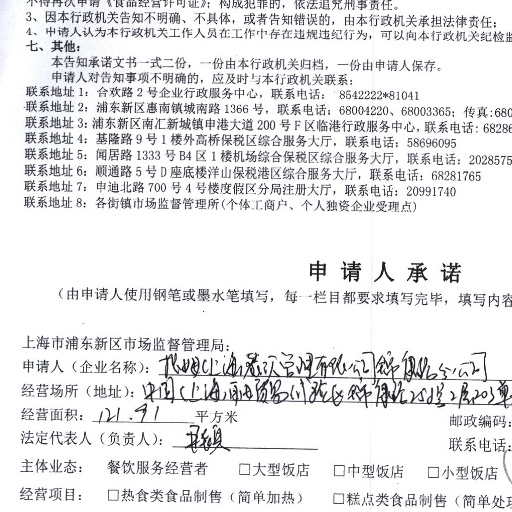 不得再次申请《食品经营许可证》；构成犯罪的，依法追究刑事责任。
3、因本行政机关告知不明确、不具体，或者告知错误的，由本行政机关承担法律责任；
4、申请人认为本行政机关工作人员在工作中存在违规违纪行为，可以向本行政机关纪检监
七、其他：
本告知承诺文书一式二份，一份由本行政机关归档，一份由申请人保存。
申请人对告知事项不明确的，应及时与本行政机关联系：
联系地址 1：合欢路 2 号企业行政服务中心，联系电话：8542222*81041
联系地址 2：浦东新区惠南镇城南路 1366 号，联系电话：68004220、68003365；传真:680
联系地址 3：浦东新区南汇新城镇申港大道 200 号 F 区临港行政服务中心，联系电话: 68286
联系地址 4：基隆路 9 号 1 楼外高桥保税区综合服务大厅，联系电话：58696095
联系地址 5：闻居路 1333 号 B4 区 1 楼机场综合保税区综合服务大厅，联系电话：2028575
联系地址 6：顺通路 5 号 D 座底楼洋山保税港区综合服务大厅，联系电话：68281765
联系地址 7：申迪北路 700 号 4 号楼度假区分局注册大厅，联系电话：20991740
联系地址 8：各街镇市场监督管理所(个体工商户、个人独资企业受理点)
申请人承诺
（由申请人使用钢笔或墨水笔填写，每一栏目都要求填写完毕，填写内容
上海市浦东新区市场监督管理局：
申请人（企业名称）：(上海)餐饮管理有限公司 分公司
经营场所（地址）：中国(上海)自由贸易
经营面积：121.91 平方米 邮政编码：
法定代表人（负责人）： 联系电话：
主体业态： 餐饮服务经营者 □大型饭店 □中型饭店 □小型饭店
经营项目：□热食类食品制售（简单加热） □糕点类食品制售（简单处理